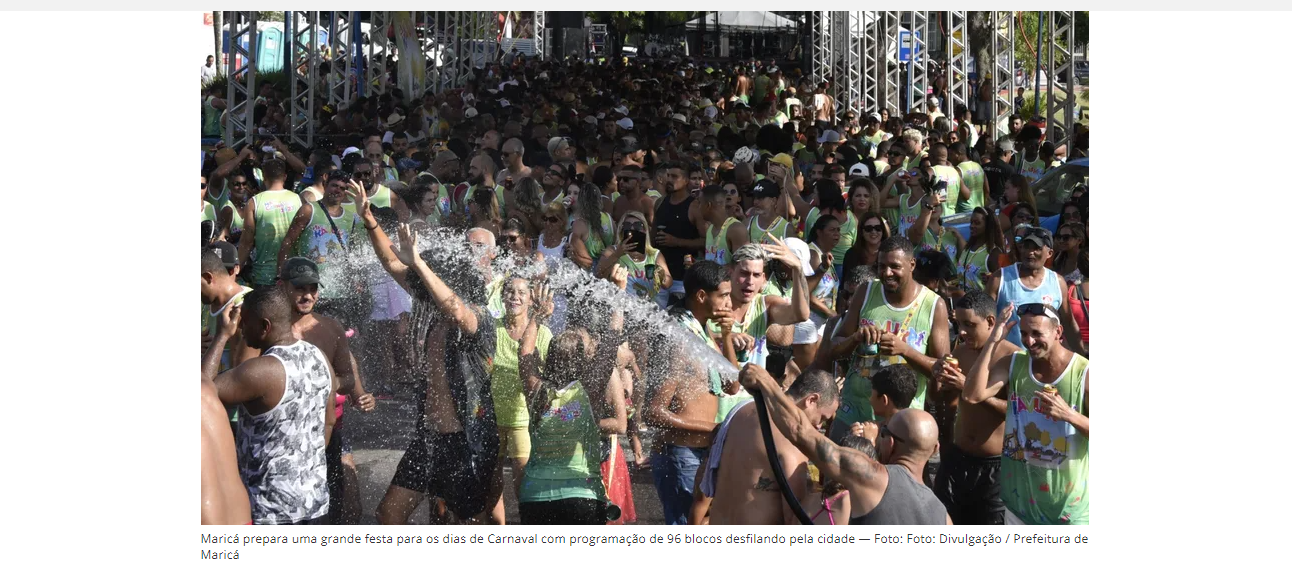 Maricá prepara uma grande festa para os dias de Carnaval com programação de 96 blocos desfilando pela cidade — Foto: Foto: Divulgação / Prefeitura de
Maricá